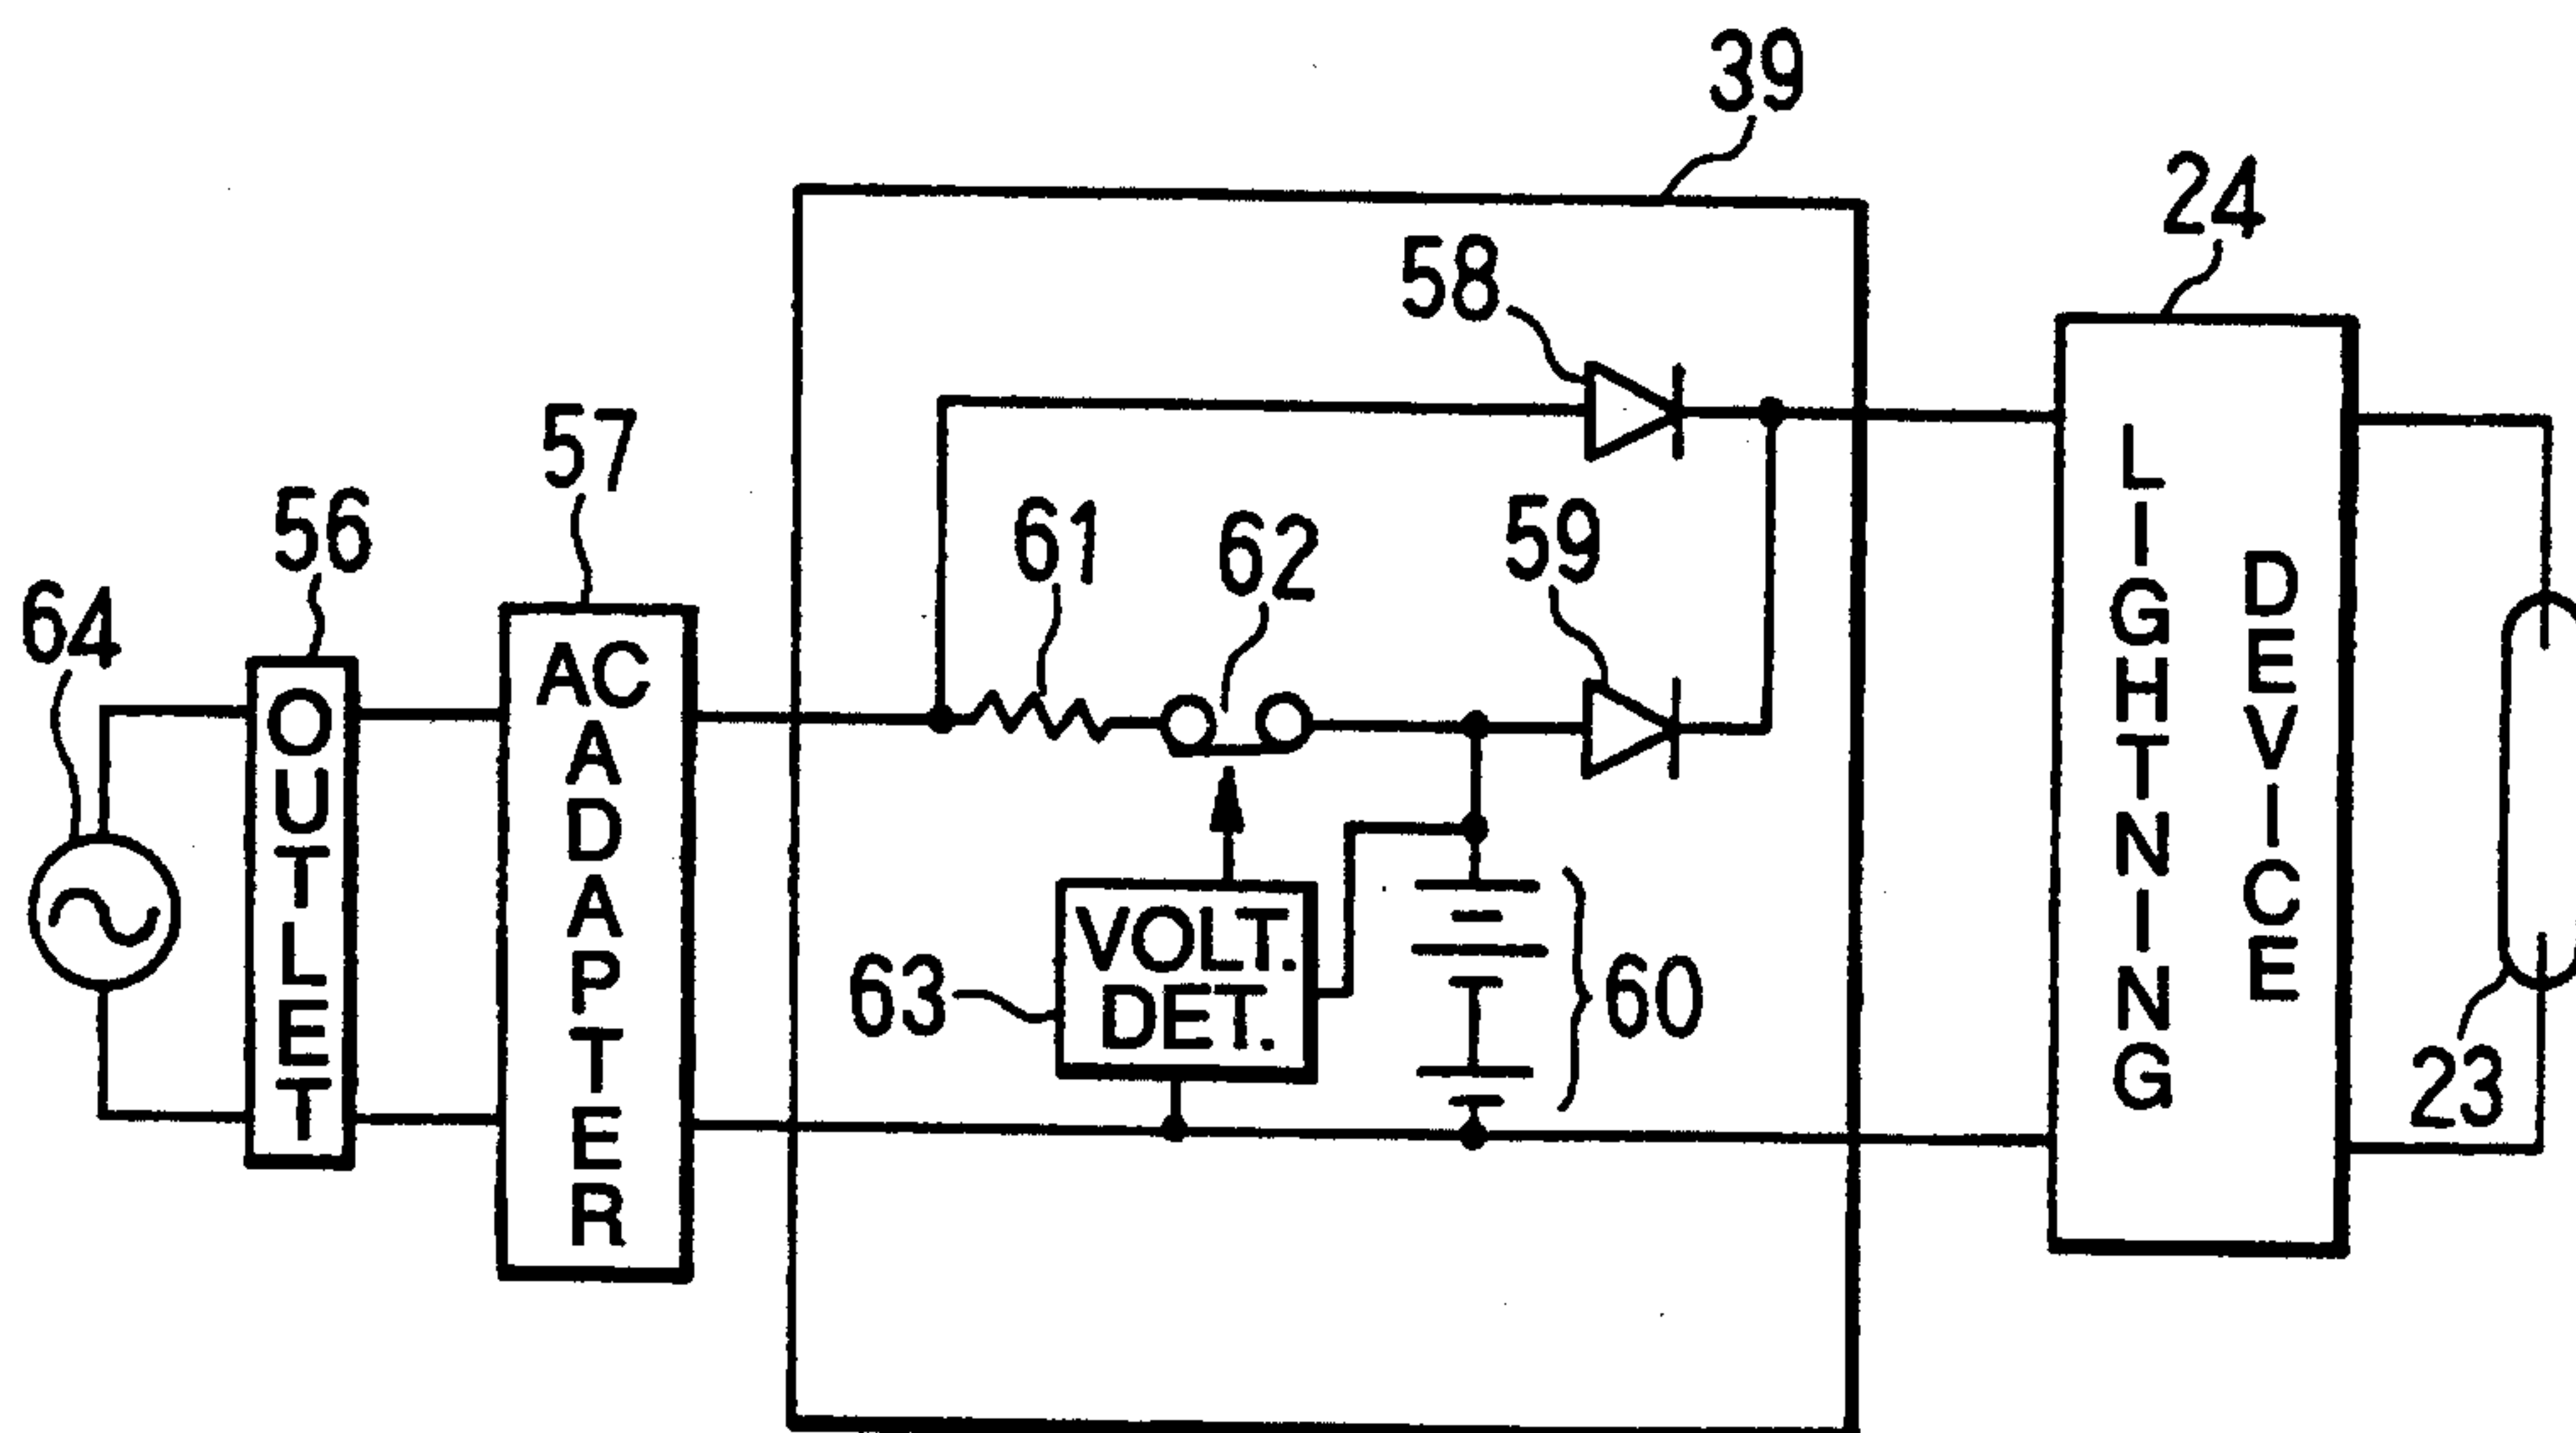 39
24
58
57
56
64
61
62
59
OUTLET
AC
ADAPTER
LIGHTNING
DEVICE
63
VOLT.
DET.
60
23